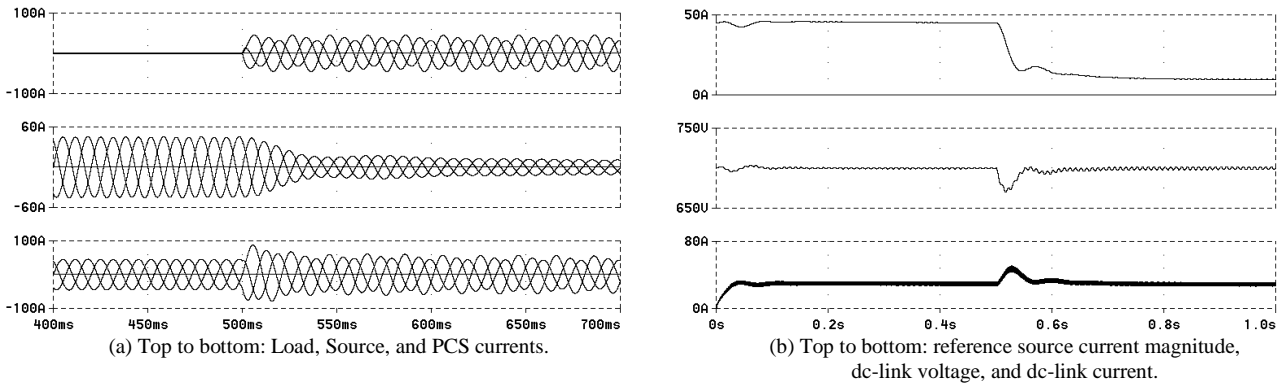 100A
-100A
60A
-60A
100A
-100A
400ms 450ms 500ms 550ms 600ms 650ms 700ms
(a) Top to bottom: Load, Source, and PCS currents.
50A
0A
750V
650V
80A
0A
0s 0.2s 0.4s 0.6s 0.8s 1.0s
(b) Top to bottom: reference source current magnitude,
dc-link voltage, and dc-link current.